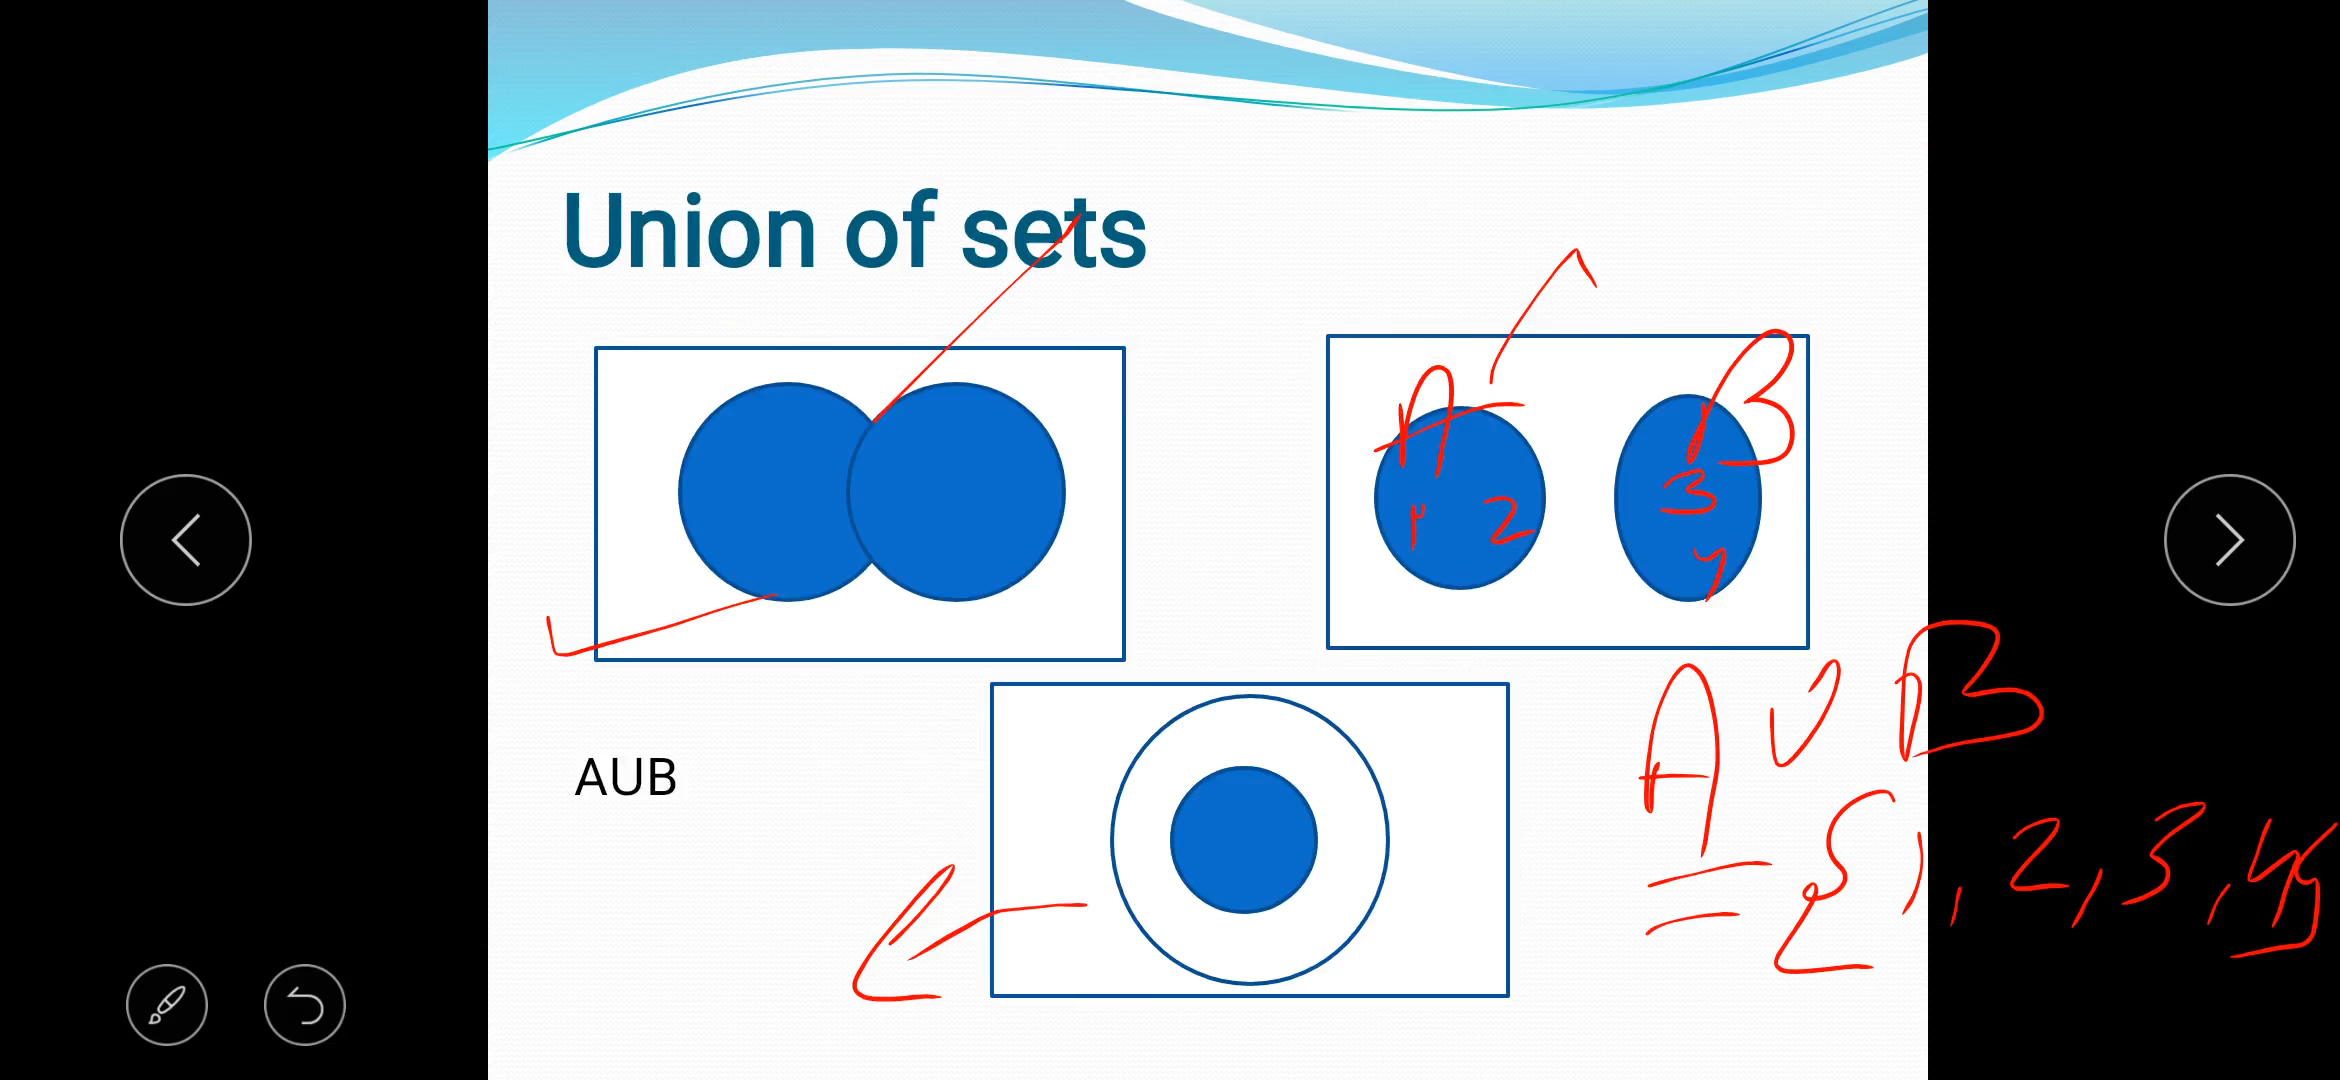 Union of sets
A B
1 2 3 4
A U B
AUB
= {1, 2, 3, 4}